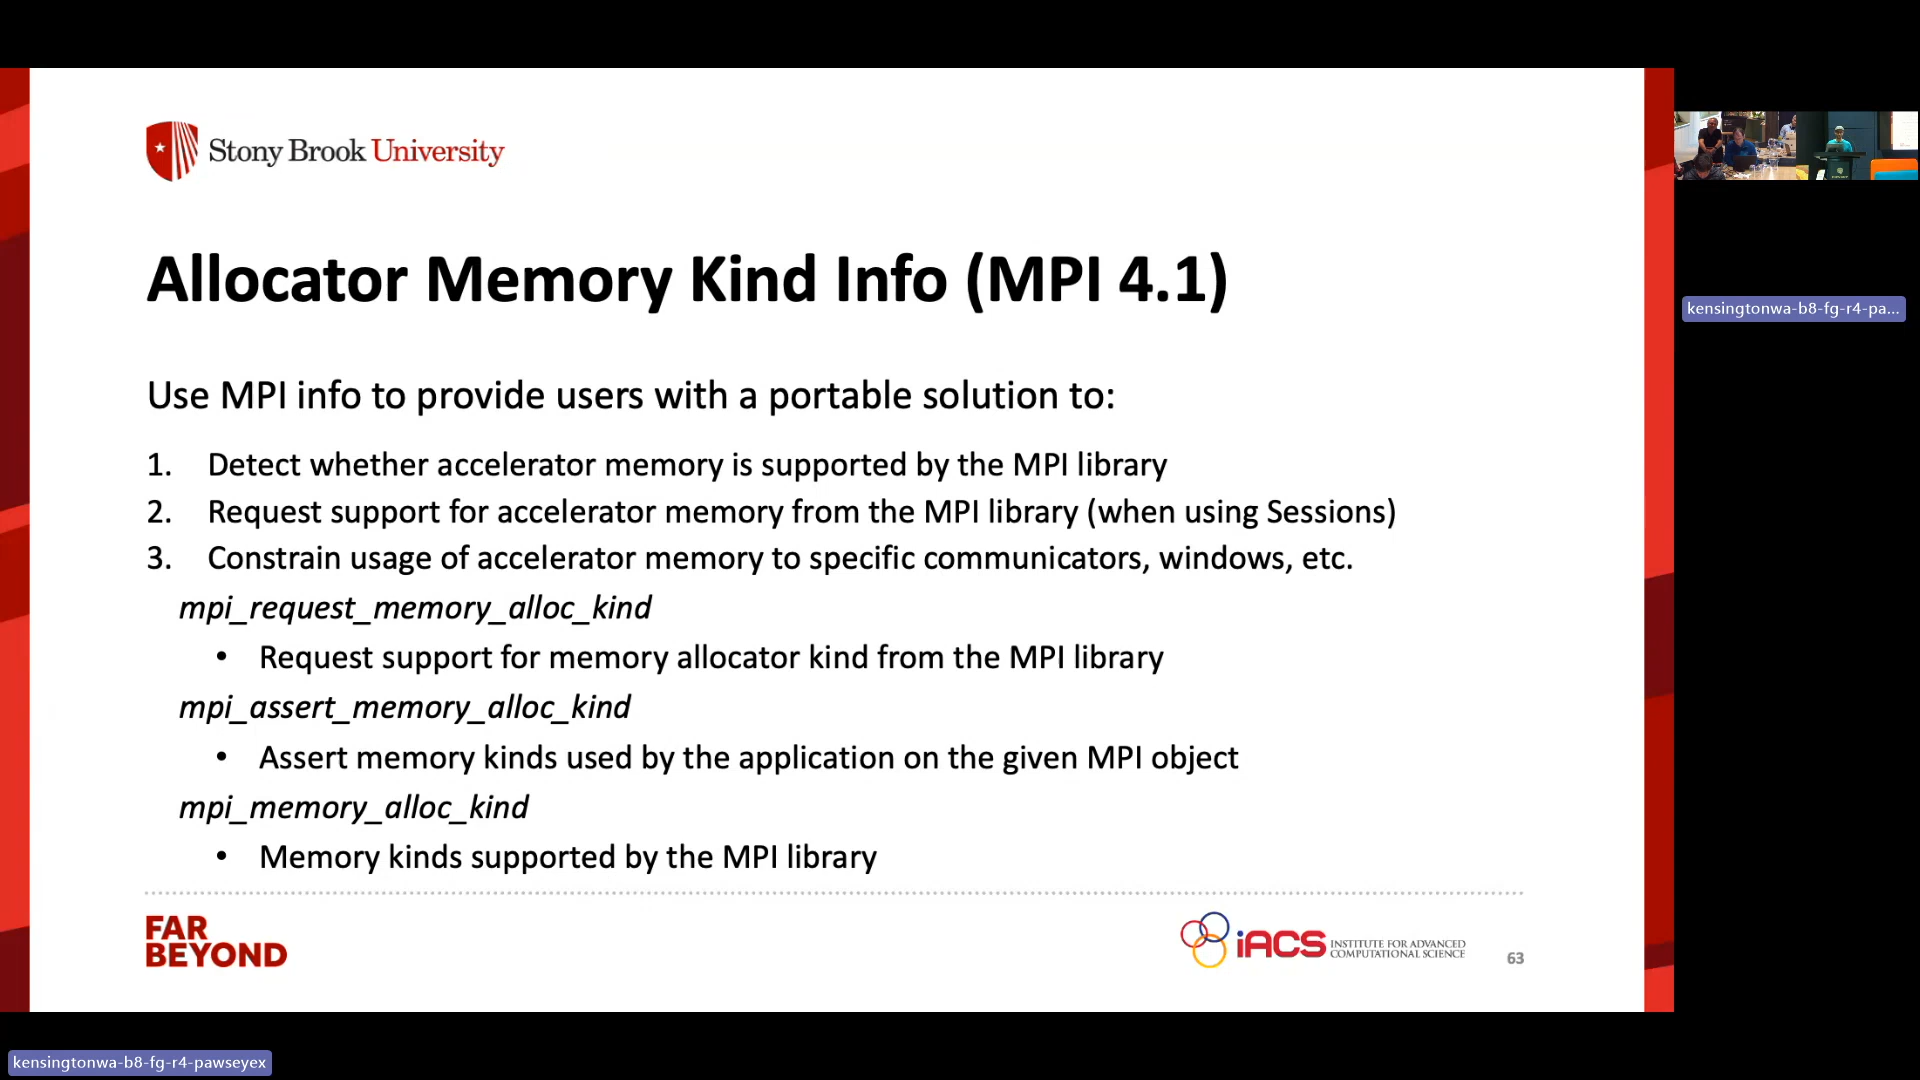 Stony Brook University
Allocator Memory Kind Info (MPI 4.1)
Use MPI info to provide users with a portable solution to:
1. Detect whether accelerator memory is supported by the MPI library
2. Request support for accelerator memory from the MPI library (when using Sessions)
3. Constrain usage of accelerator memory to specific communicators, windows, etc.
mpi_request_memory_alloc_kind
• Request support for memory allocator kind from the MPI library
mpi_assert_memory_alloc_kind
• Assert memory kinds used by the application on the given MPI object
mpi_memory_alloc_kind
• Memory kinds supported by the MPI library
FAR
BEYOND
iACS
INSTITUTE FOR ADVANCED
COMPUTATIONAL SCIENCE
63
kensingtonwa-b8-fg-r4-pa...
kensingtonwa-b8-fg-r4-pawseyex